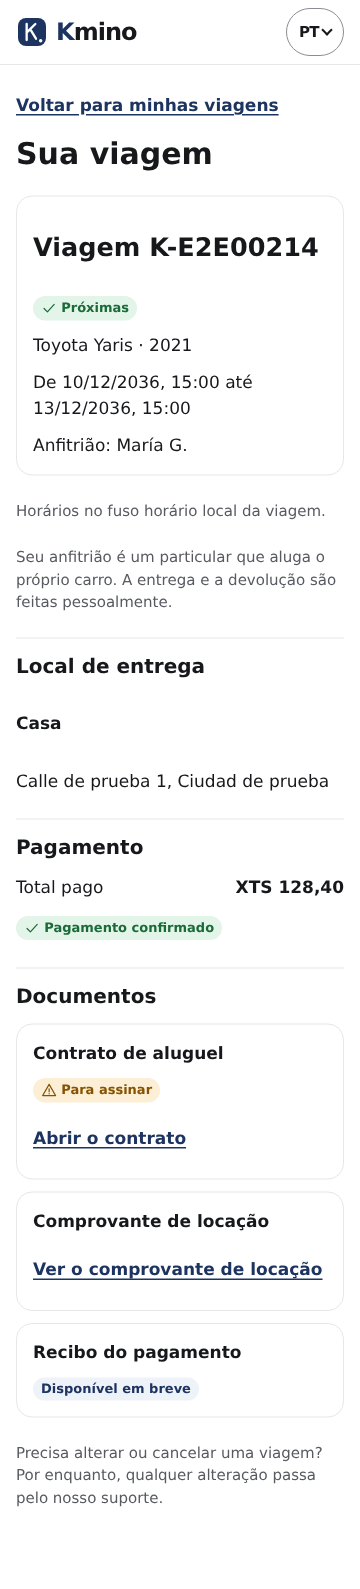 K. Kmino
PT
Voltar para minhas viagens
Sua viagem
Viagem K-E2E00214
Próximas
Toyota Yaris · 2021
De 10/12/2036, 15:00 até
13/12/2036, 15:00
Anfitrião: María G.
Horários no fuso horário local da viagem.
Seu anfitrião é um particular que aluga o
próprio carro. A entrega e a devolução são
feitas pessoalmente.
Local de entrega
Casa
Calle de prueba 1, Ciudad de prueba
Pagamento
Total pago XTS 128,40
Pagamento confirmado
Documentos
Contrato de aluguel
Para assinar
Abrir o contrato
Comprovante de locação
Ver o comprovante de locação
Recibo do pagamento
Disponível em breve
Precisa alterar ou cancelar uma viagem?
Por enquanto, qualquer alteração passa
pelo nosso suporte.